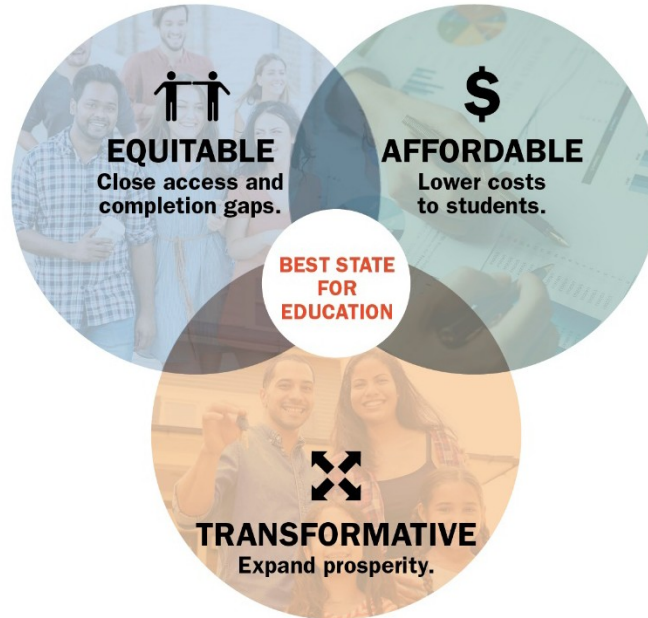 EQUITABLE
Close access and
completion gaps.
$
AFFORDABLE
Lower costs
to students.
BEST STATE
FOR
EDUCATION
TRANSFORMATIVE
Expand prosperity.